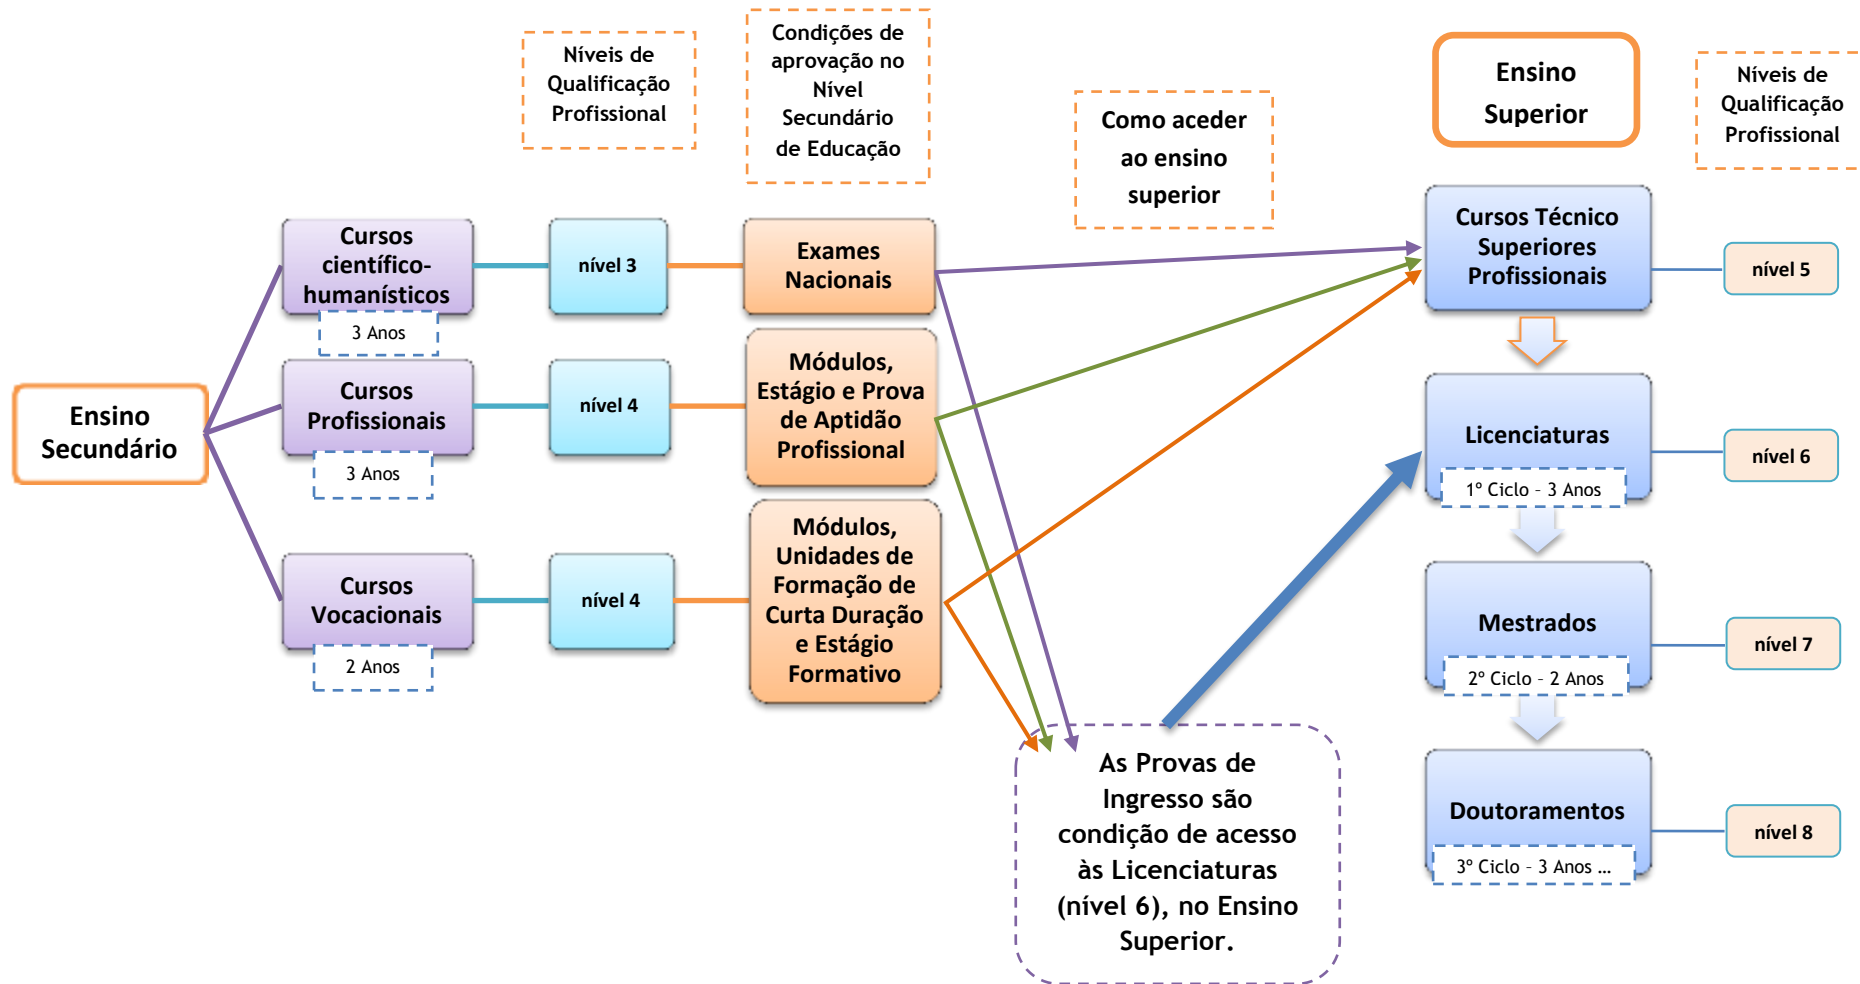 Níveis de
Qualificação
Profissional
Condições de
aprovação no
Nível
Secundário
de Educação
Como aceder
ao ensino
superior
Ensino
Superior
Níveis de
Qualificação
Profissional
Ensino
Secundário
Cursos
científico-
humanísticos
3 Anos
nível 3
Exames
Nacionais
Cursos
Profissionais
3 Anos
nível 4
Módulos,
Estágio e Prova
de Aptidão
Profissional
Cursos
Vocacionais
2 Anos
nível 4
Módulos,
Unidades de
Formação de
Curta Duração
e Estágio
Formativo
As Provas de
Ingresso são
condição de acesso
às Licenciaturas
(nível 6), no Ensino
Superior.
Cursos Técnico
Superiores
Profissionais
nível 5
Licenciaturas
1º Ciclo – 3 Anos
nível 6
Mestrados
2º Ciclo – 2 Anos
nível 7
Doutoramentos
3º Ciclo – 3 Anos …
nível 8